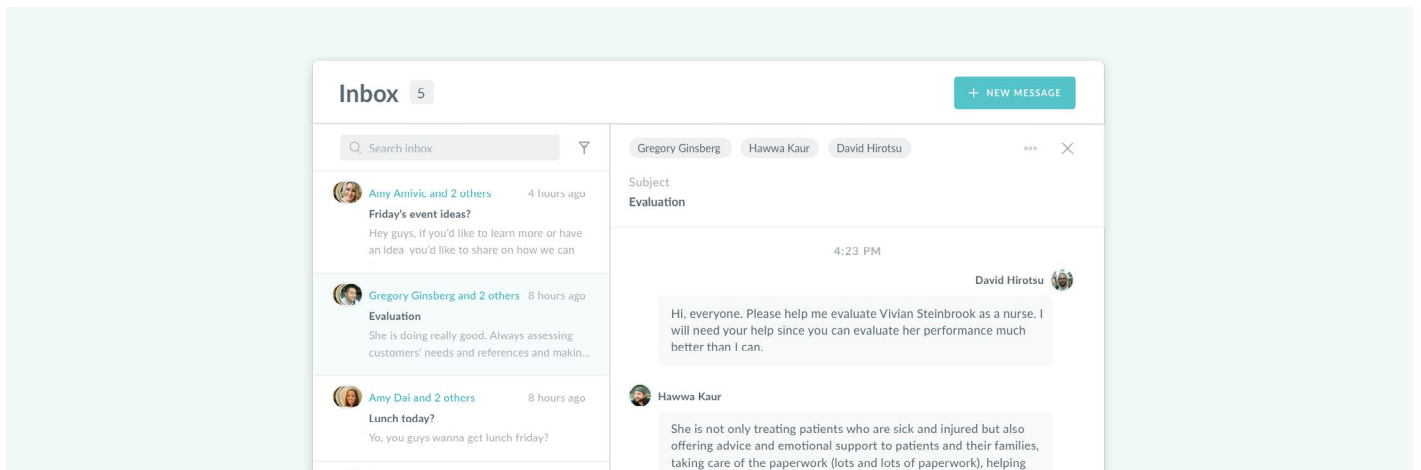 Inbox 5
+ NEW MESSAGE
Search inbox
Amy Amivic and 2 others 4 hours ago
Friday's event ideas?
Hey guys, if you'd like to learn more or have
an idea you'd like to share on how we can
Gregory Ginsberg and 2 others 8 hours ago
Evaluation
She is doing really good. Always assessing
customers' needs and references and makin...
Amy Dai and 2 others 8 hours ago
Lunch today?
Yo, you guys wanna get lunch friday?
Gregory Ginsberg Hawwa Kaur David Hirotsu
Subject
Evaluation
4:23 PM
David Hirotsu
Hi, everyone. Please help me evaluate Vivian Steinbrook as a nurse. I
will need your help since you can evaluate her performance much
better than I can.
Hawwa Kaur
She is not only treating patients who are sick and injured but also
offering advice and emotional support to patients and their families,
taking care of the paperwork (lots and lots of paperwork), helping